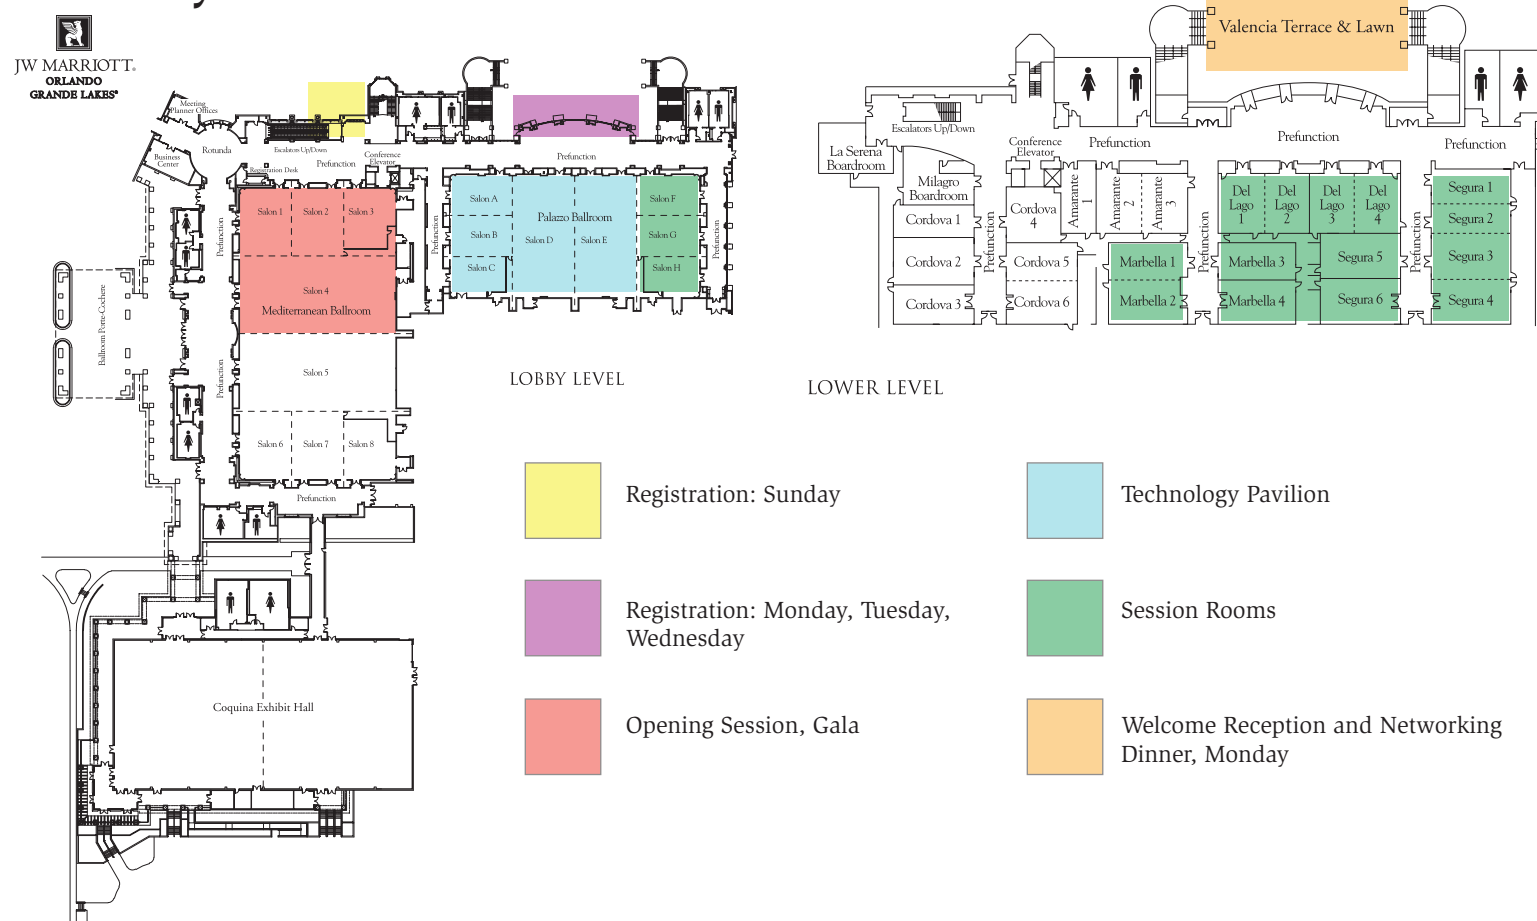 JW MARRIOTT®
ORLANDO
GRANDE LAKES®
Meeting
Planner Offices
Rotunda
Business
Center
Escalators Up/Down
Registration Desk
Prefunction
Conference
Elevator
Prefunction
Salon 1
Salon 2
Salon 3
Prefunction
Salon 4
Mediterranean Ballroom
Salon 5
Prefunction
Salon 6
Salon 7
Salon 8
Prefunction
Ballroom Porte-Cochere
Coquina Exhibit Hall
Prefunction
Salon A
Salon B
Salon C
Palazzo Ballroom
Salon D
Salon E
Salon F
Salon G
Salon H
Prefunction
LOBBY LEVEL
Valencia Terrace & Lawn
Escalators Up/Down
La Serena
Boardroom
Milagro
Boardroom
Conference
Elevator
Prefunction
Prefunction
Prefunction
Cordova 1
Cordova 2
Cordova 3
Prefunction
Cordova
4
Cordova 5
Cordova 6
Amarante
1
Amarante
2
Amarante
3
Marbella 1
Marbella 2
Prefunction
Del
Lago
1
Del
Lago
2
Del
Lago
3
Del
Lago
4
Marbella 3
Marbella 4
Segura 5
Segura 6
Prefunction
Segura 1
Segura 2
Segura 3
Segura 4
LOWER LEVEL
Registration: Sunday
Registration: Monday, Tuesday,
Wednesday
Opening Session, Gala
Technology Pavilion
Session Rooms
Welcome Reception and Networking
Dinner, Monday